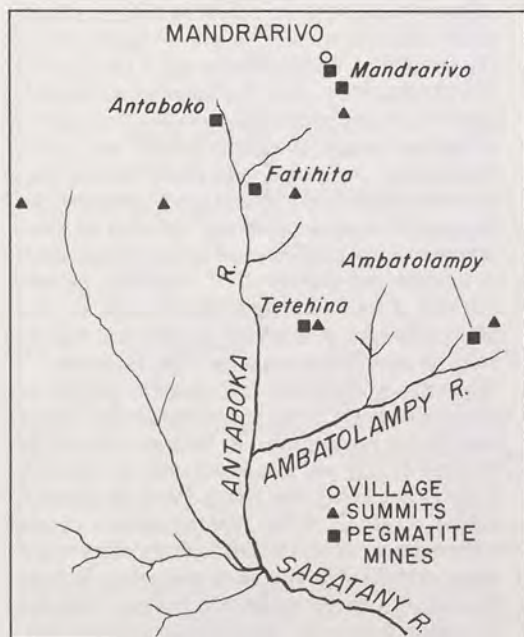 MANDRARIVO
Mandrarivo
Antaboko
Fatihita
Ambatolampy
R.
Tetehina
ANTABOKA
AMBATOLAMPY R.
VILLAGE
SUMMITS
PEGMATITE
MINES
SABATANY R.